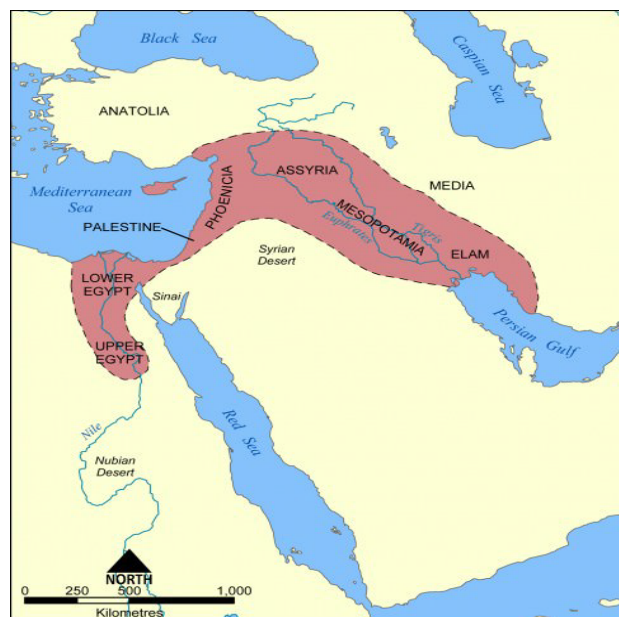 Black Sea
Caspian
Sea
ANATOLIA
ASSYRIA
MEDIA
PHOENICIA
Mediterranean
Sea
MESOPOTAMIA
Tigris
PALESTINE
Euphrates
ELAM
Syrian
Desert
LOWER
EGYPT
Sinai
Persian Gulf
UPPER
EGYPT
Nile
Red Sea
Nubian
Desert
NORTH
0 250 500 1,000
Kilometres